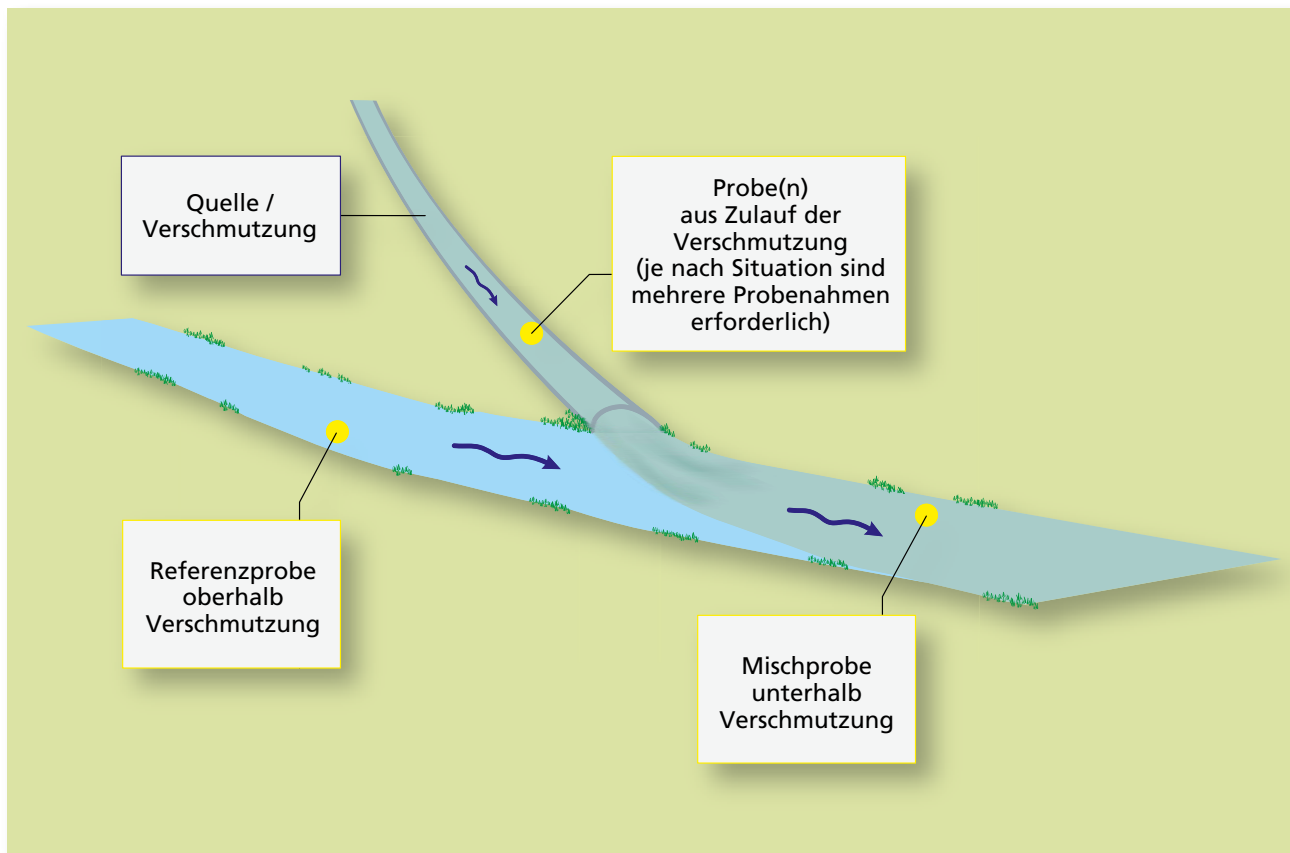 Quelle /
Verschmutzung
Probe(n)
aus Zulauf der
Verschmutzung
(je nach Situation sind
mehrere Probenahmen
erforderlich)
Referenzprobe
oberhalb
Verschmutzung
Mischprobe
unterhalb
Verschmutzung